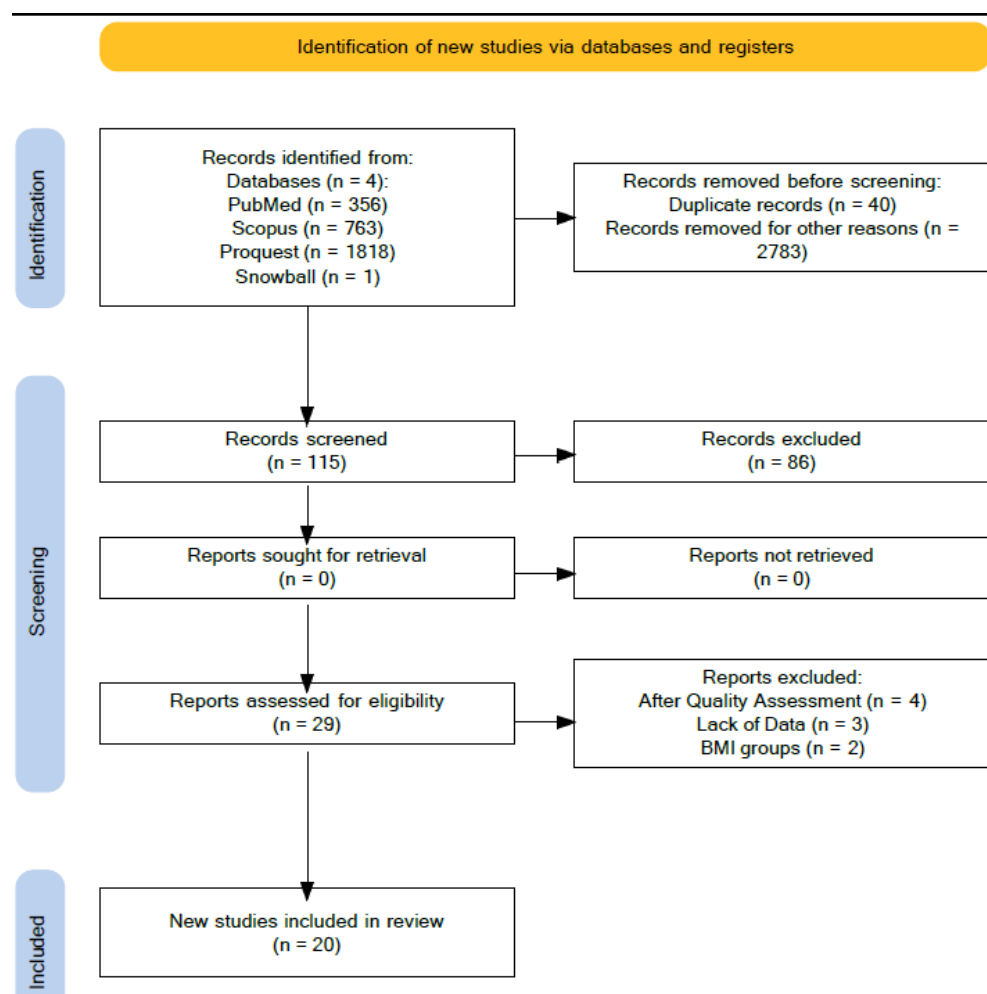 Identification of new studies via databases and registers
Identification
Records identified from:
Databases (n = 4):
PubMed (n = 356)
Scopus (n = 763)
Proquest (n = 1818)
Snowball (n = 1)
Records removed before screening:
Duplicate records (n = 40)
Records removed for other reasons (n =
2783)
Screening
Records screened
(n = 115)
Records excluded
(n = 86)
Reports sought for retrieval
(n = 0)
Reports not retrieved
(n = 0)
Reports assessed for eligibility
(n = 29)
Reports excluded:
After Quality Assessment (n = 4)
Lack of Data (n = 3)
BMI groups (n = 2)
Included
New studies included in review
(n = 20)